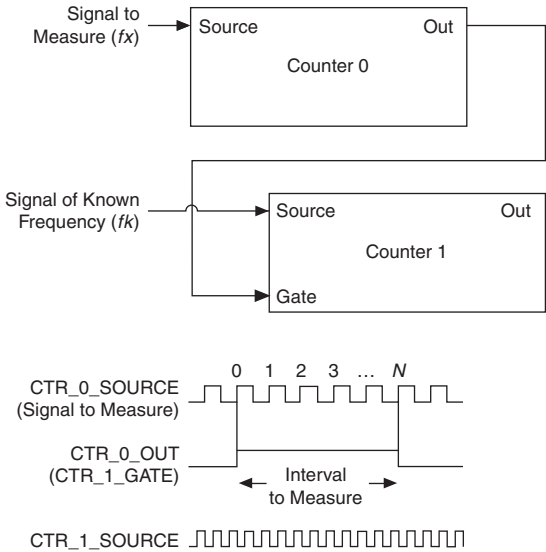 Signal to
Measure (fx)
Source
Out
Counter 0
Signal of Known
Frequency (fk)
Source
Out
Counter 1
Gate
0 1 2 3 … N
CTR_0_SOURCE
(Signal to Measure)
CTR_0_OUT
(CTR_1_GATE)
Interval
to Measure
CTR_1_SOURCE